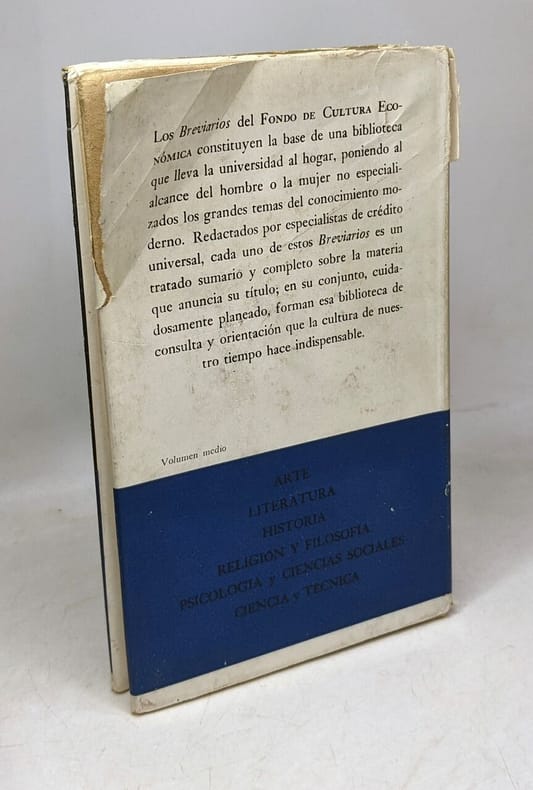 Los Breviarios del FONDO DE CULTURA ECO-
NÓMICA constituyen la base de una biblioteca
que lleva la universidad al hogar, poniendo al
alcance del hombre o la mujer no especiali-
zados los grandes temas del conocimiento mo-
derno. Redactados por especialistas de crédito
universal, cada uno de estos Breviarios es un
tratado sumario y completo sobre la materia
que anuncia su título; en su conjunto, cuida-
dosamente planeado, forman esa biblioteca de
consulta y orientación que la cultura de nues-
tro tiempo hace indispensable.
Volumen medio
ARTE
LITERATURA
HISTORIA
RELIGIÓN Y FILOSOFÍA
PSICOLOGÍA y CIENCIAS SOCIALES
CIENCIA y TÉCNICA